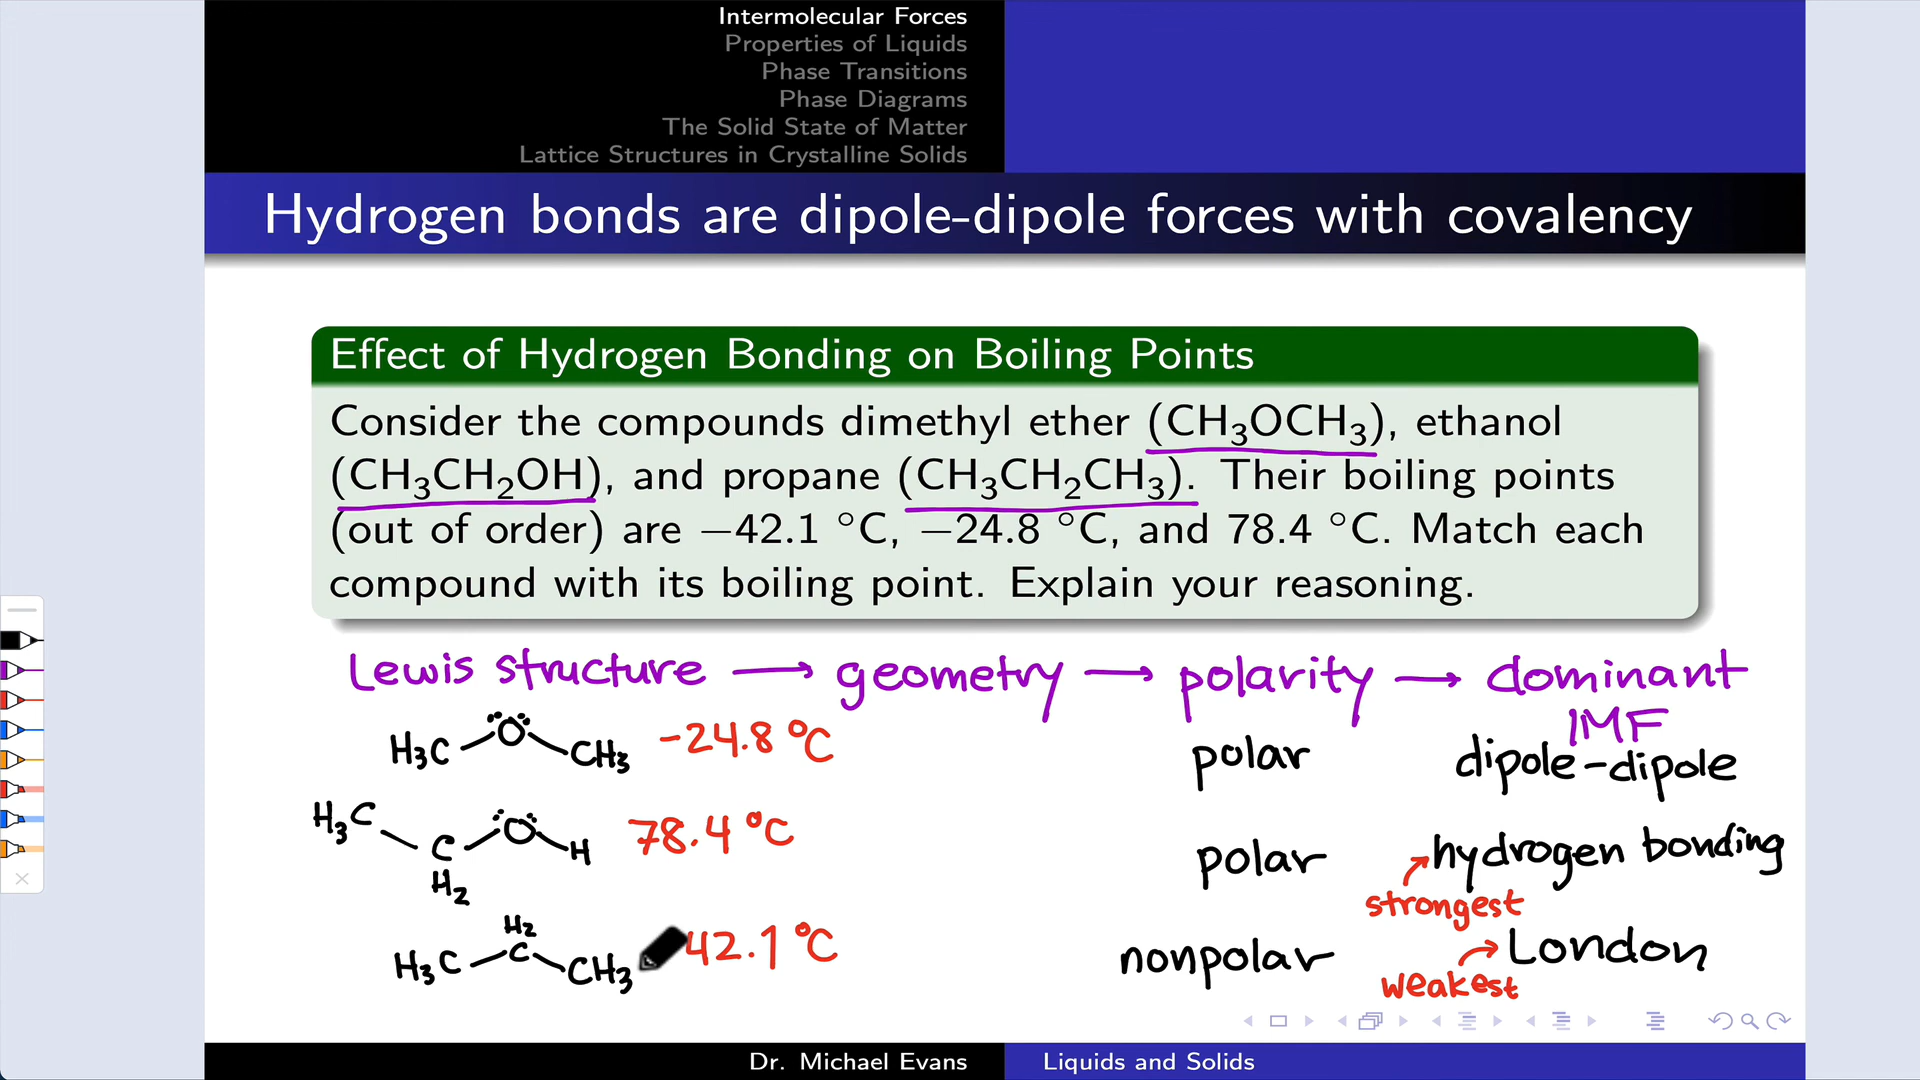 Intermolecular Forces
Properties of Liquids
Phase Transitions
Phase Diagrams
The Solid State of Matter
Lattice Structures in Crystalline Solids
Hydrogen bonds are dipole-dipole forces with covalency
Effect of Hydrogen Bonding on Boiling Points
Consider the compounds dimethyl ether (CH₃OCH₃), ethanol
(CH₃CH₂OH), and propane (CH₃CH₂CH₃). Their boiling points
(out of order) are −42.1 °C, −24.8 °C, and 78.4 °C. Match each
compound with its boiling point. Explain your reasoning.
Lewis structure → geometry → polarity → dominant
IMF
H₃C O CH₃ -24.8 °C polar dipole-dipole
H₃C C H₂ O H 78.4 °C polar hydrogen bonding
strongest
H₃C H₂ C CH₃ 42.1 °C nonpolar London
weakest
Dr. Michael Evans Liquids and Solids